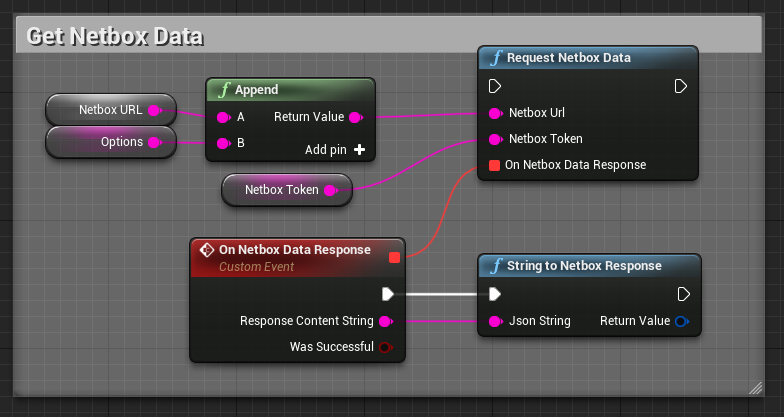 Get Netbox Data
Request Netbox Data
Append
Netbox URL
A
Return Value
Netbox Url
Options
B
Netbox Token
Add pin
On Netbox Data Response
Netbox Token
On Netbox Data Response
Custom Event
String to Netbox Response
Response Content String
Json String
Return Value
Was Successful